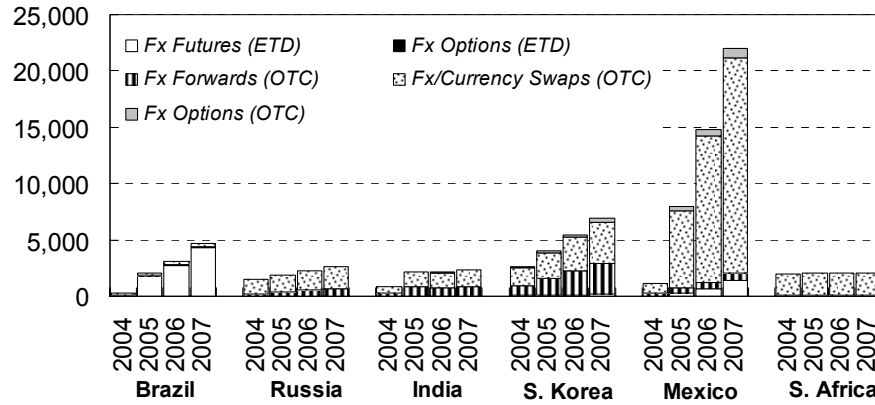 25,000
20,000
15,000
10,000
5,000
0
Fx Futures (ETD) Fx Options (ETD)
Fx Forwards (OTC) Fx/Currency Swaps (OTC)
Fx Options (OTC)
2004 2005 2006 2007 2004 2005 2006 2007 2004 2005 2006 2007 2004 2005 2006 2007 2004 2005 2006 2007 2004 2005 2006 2007
Brazil Russia India S. Korea Mexico S. Africa